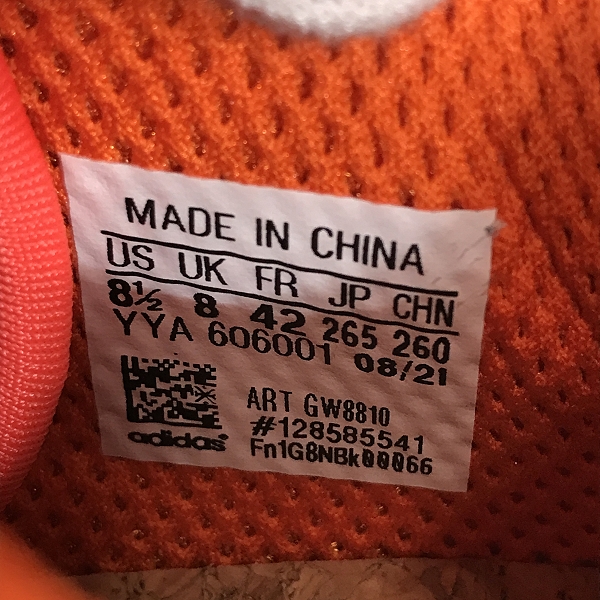 MADE IN CHINA
US UK FR JP CHN
8½ 8 42 265 260
YYA 606001 08/21
ART GW8810
#128585541
adidas Fn1G8NBk00066